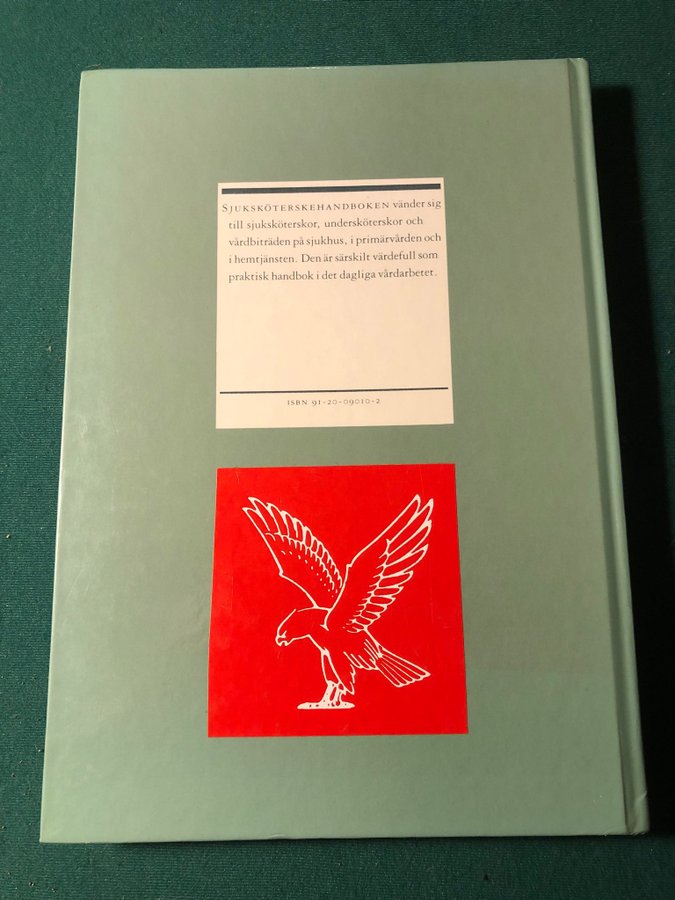 SJUKSKÖTERSKEHANDBOKEN vänder sig
till sjuksköterskor, undersköterskor och
vårdbiträden på sjukhus, i primärvården och
i hemtjänsten. Den är särskilt värdefull som
praktisk handbok i det dagliga vårdarbetet.
ISBN 91-20-09010-2